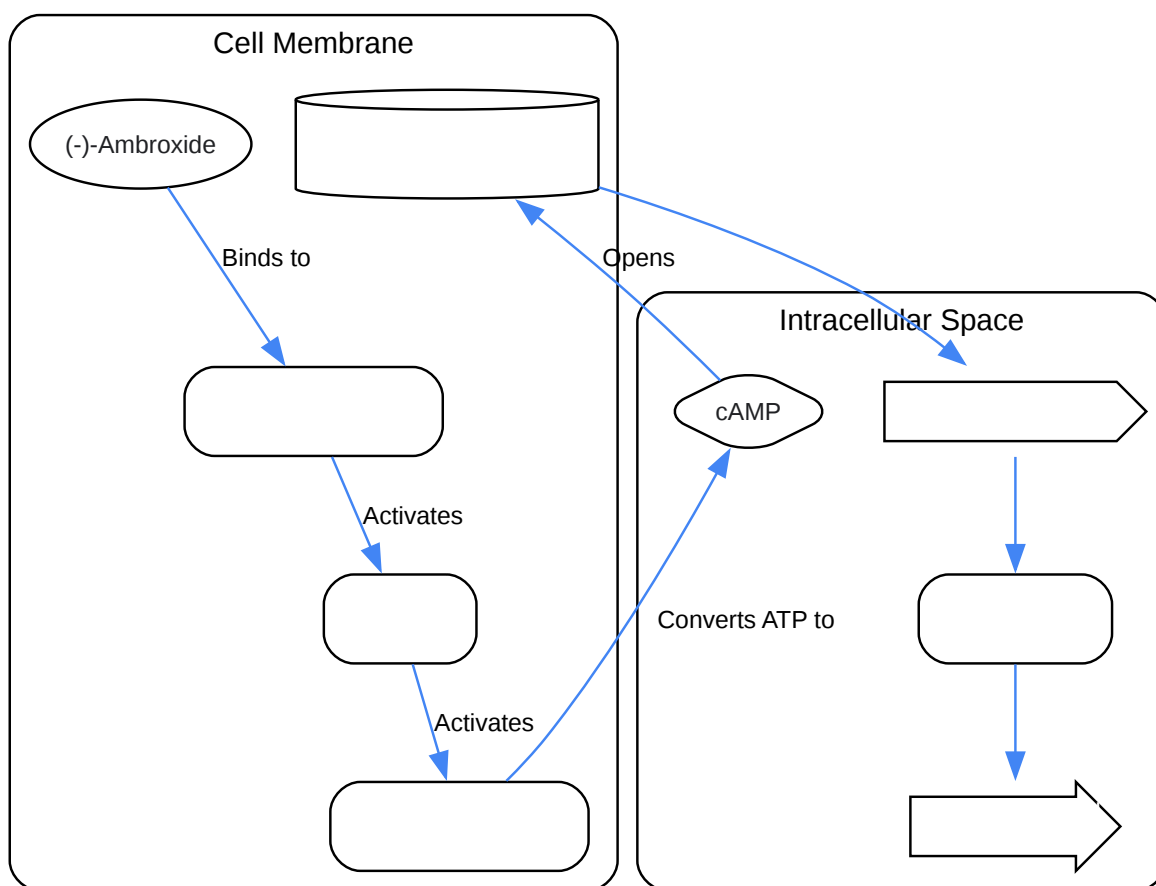 Cell Membrane
(-)-Ambroxide
Binds to
Opens
Intracellular Space
cAMP
Activates
Converts ATP to
Activates